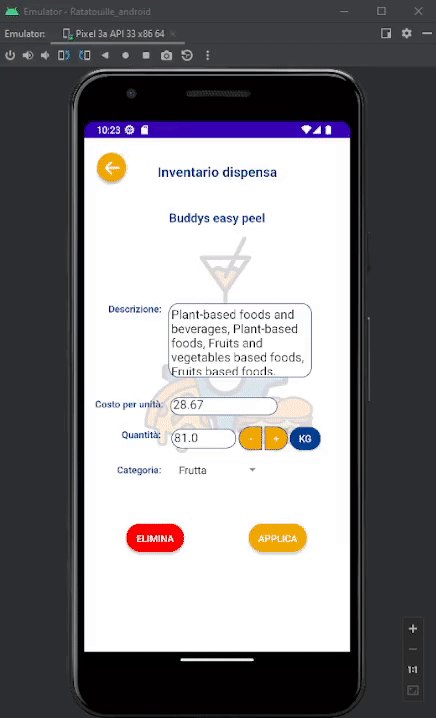 Emulator - Ratatouille_android
Emulator: Pixel 3a API 33 x86 64
10:23
Inventario dispensa
Buddys easy peel
Descrizione:
Plant-based foods and
beverages, Plant-based
foods, Fruits and
vegetables based foods,
Fruits based foods,
Costo per unità:
28.67
Quantità:
81.0
-
+
KG
Categoria:
Frutta
ELIMINA
APPLICA
1:1